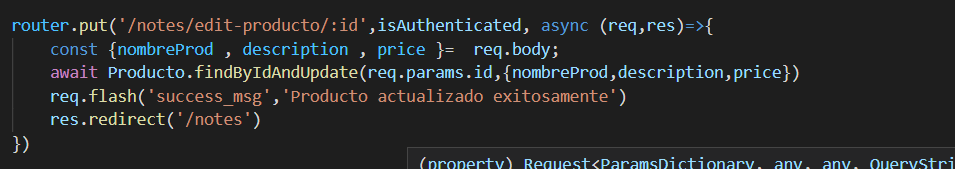 router.put('/notes/edit-producto/:id',isAuthenticated, async (req,res)=>{
const {nombreProd , description , price }= req.body;
await Producto.findByIdAndUpdate(req.params.id,{nombreProd,description,price})
req.flash('success_msg','Producto actualizado exitosamente')
res.redirect('/notes')
})
(property) Request<ParamsDictionary, any, any, QueryStri